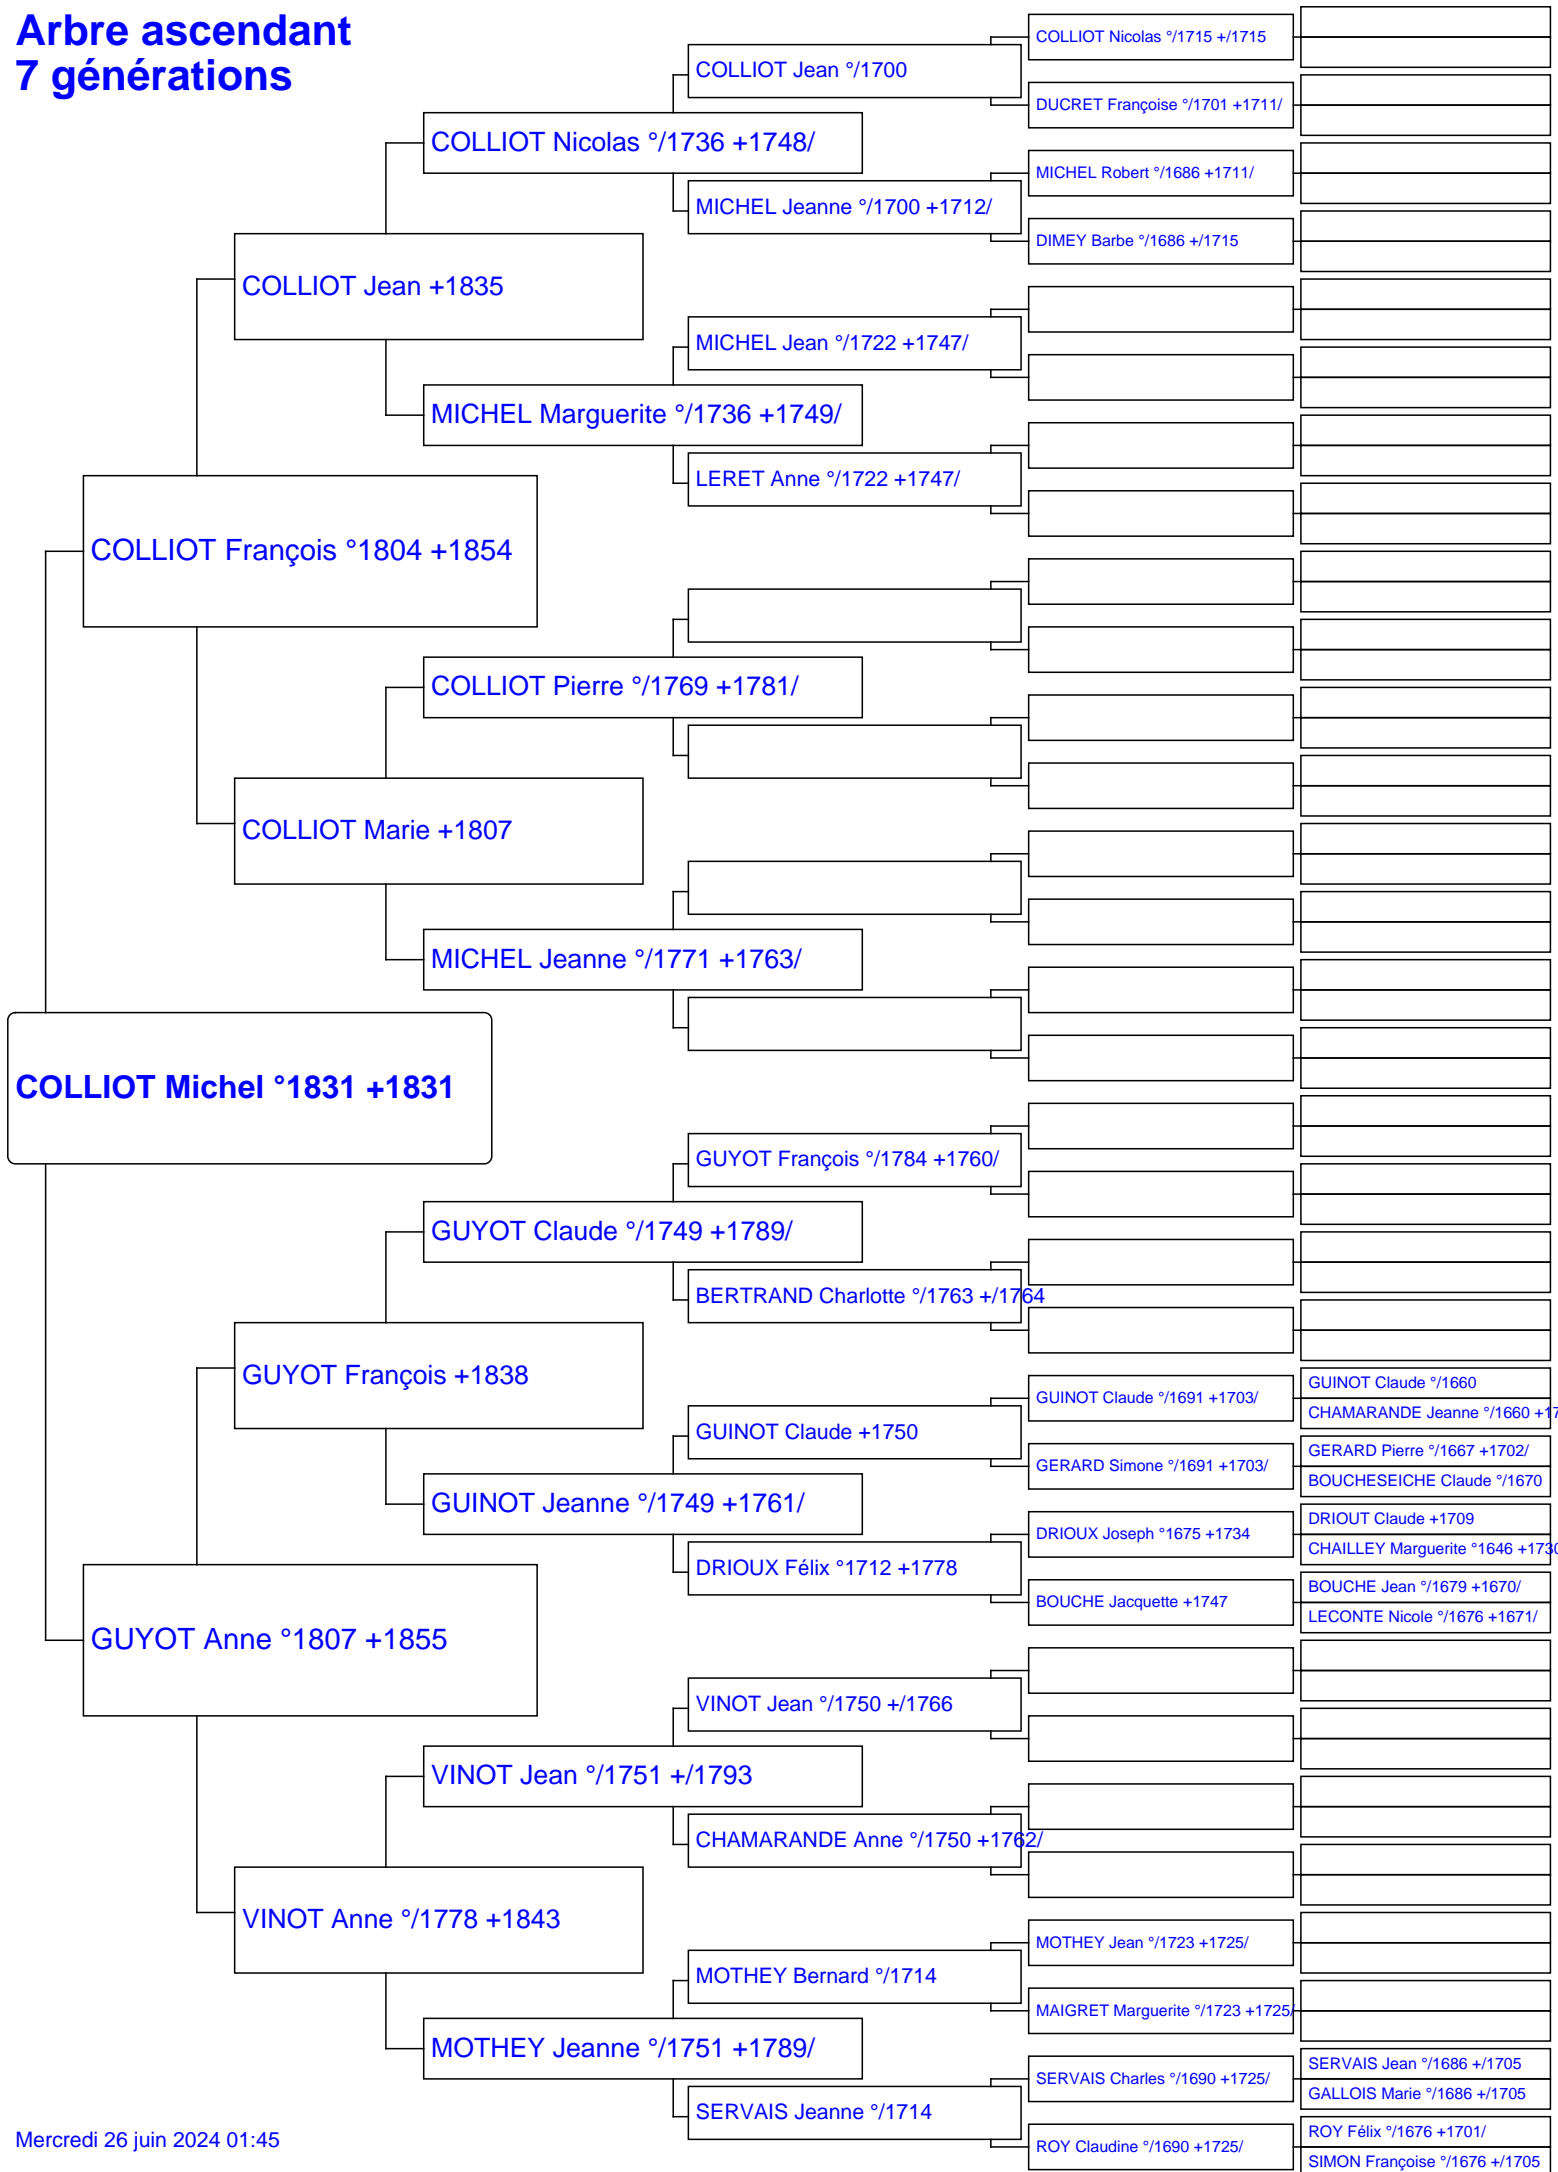 Arbre ascendant
7 générations
COLLIOT Nicolas °/1715 +/1715
COLLIOT Jean °/1700
DUCRET Françoise °/1701 +1711/
COLLIOT Nicolas °/1736 +1748/
MICHEL Robert °/1686 +1711/
MICHEL Jeanne °/1700 +1712/
DIMEY Barbe °/1686 +/1715
COLLIOT Jean +1835
MICHEL Jean °/1722 +1747/
MICHEL Marguerite °/1736 +1749/
LERET Anne °/1722 +1747/
COLLIOT François °1804 +1854
COLLIOT Pierre °/1769 +1781/
COLLIOT Marie +1807
MICHEL Jeanne °/1771 +1763/
COLLIOT Michel °1831 +1831
GUYOT François °/1784 +1760/
GUYOT Claude °/1749 +1789/
BERTRAND Charlotte °/1763 +/1764
GUYOT François +1838
GUINOT Claude °/1660
GUINOT Claude °/1691 +1703/
CHAMARANDE Jeanne °/1660
GUINOT Claude +1750
GERARD Pierre °/1667 +1702/
GERARD Simone °/1691 +1703/
BOUCHESEICHE Claude °/1670
GUINOT Jeanne °/1749 +1761/
DRIOUT Claude +1709
DRIOUX Joseph °1675 +1734
CHAILLEY Marguerite °1646 +1730
DRIOUX Félix °1712 +1778
BOUCHE Jean °/1679 +1670/
BOUCHE Jacquette +1747
LECONTE Nicole °/1676 +1671/
GUYOT Anne °1807 +1855
VINOT Jean °/1750 +/1766
VINOT Jean °/1751 +/1793
CHAMARANDE Anne °/1750 +1762/
VINOT Anne °/1778 +1843
MOTHEY Jean °/1723 +1725/
MOTHEY Bernard °/1714
MAIGRET Marguerite °/1723 +1725/
MOTHEY Jeanne °/1751 +1789/
SERVAIS Jean °/1686 +/1705
SERVAIS Charles °/1690 +1725/
GALLOIS Marie °/1686 +/1705
SERVAIS Jeanne °/1714
ROY Félix °/1676 +1701/
ROY Claudine °/1690 +1725/
SIMON Françoise °/1676 +/1705
Mercredi 26 juin 2024 01:45